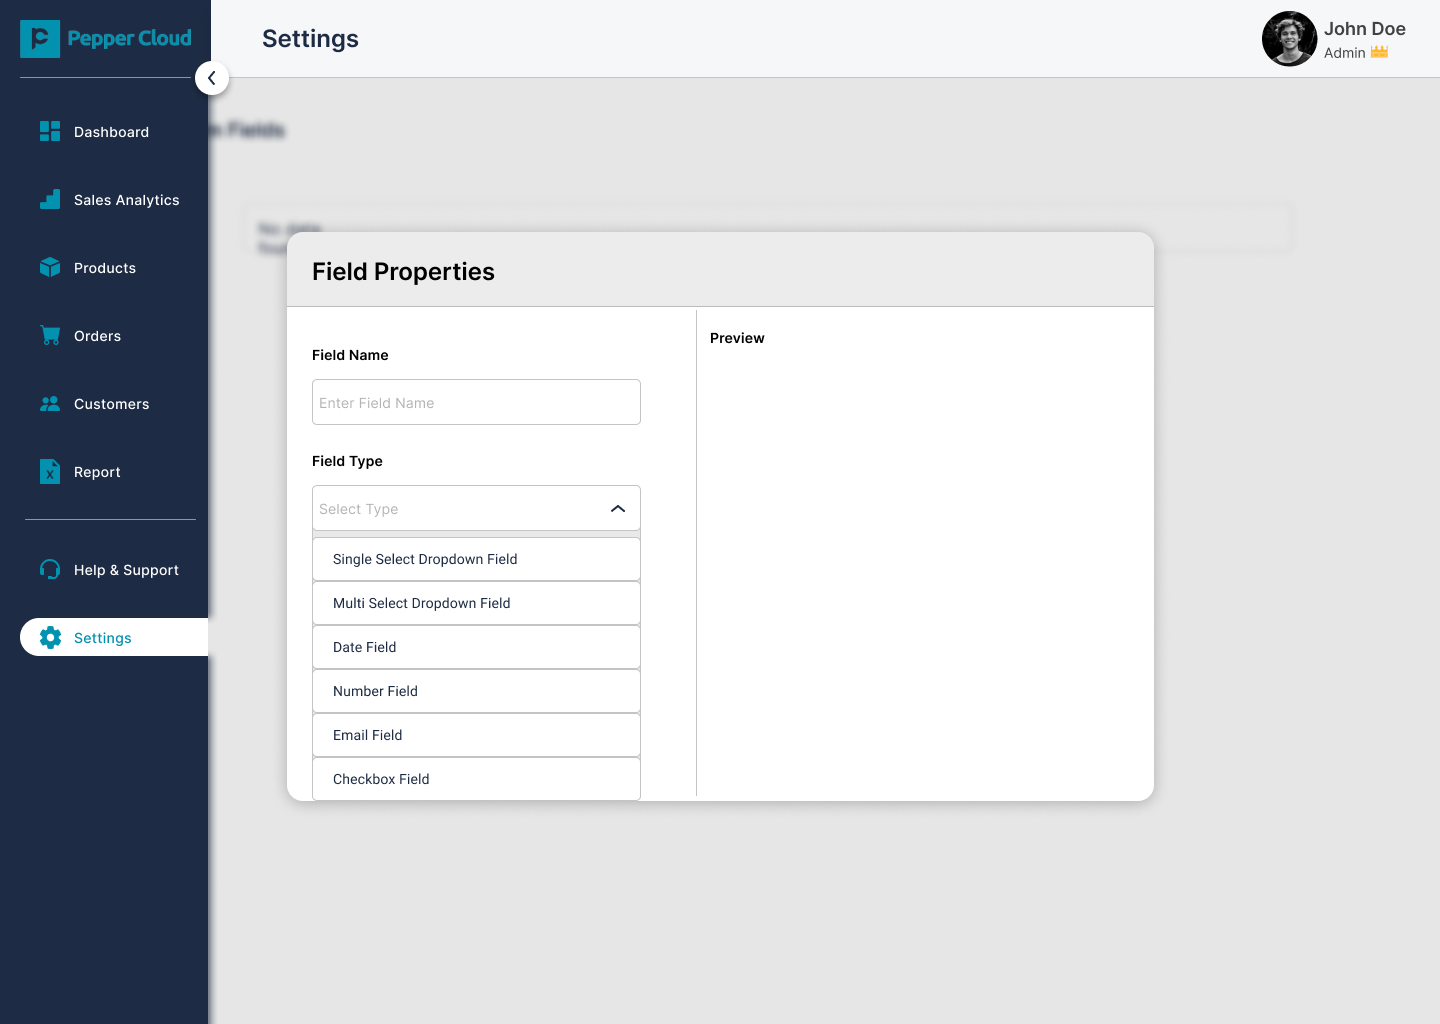 Pepper Cloud
Settings
John Doe
Admin
Dashboard
Sales Analytics
Products
Orders
Customers
Report
Help & Support
Settings
Fields
No data
Field Properties
Field Name
Enter Field Name
Field Type
Select Type
Single Select Dropdown Field
Multi Select Dropdown Field
Date Field
Number Field
Email Field
Checkbox Field
Preview